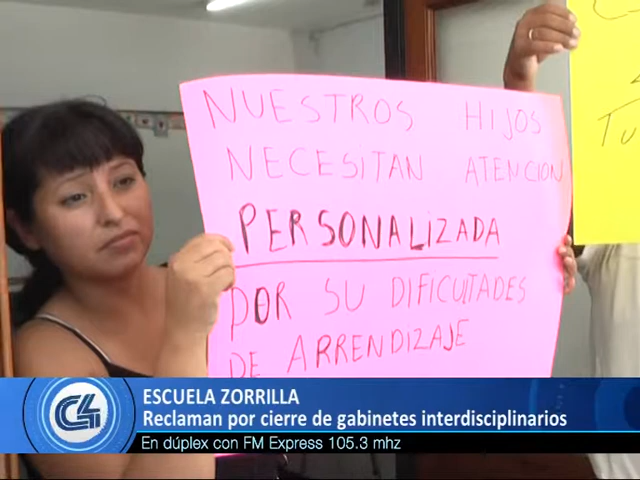 NUESTROS HIJOS
NECESITAN ATENCION
PERSONALIZADA
POR SU DIFICULTADES
DE ARRENDIZAJE
TU
C4
ESCUELA ZORRILLA
Reclaman por cierre de gabinetes interdisciplinarios
En dúplex con FM Express 105.3 mhz